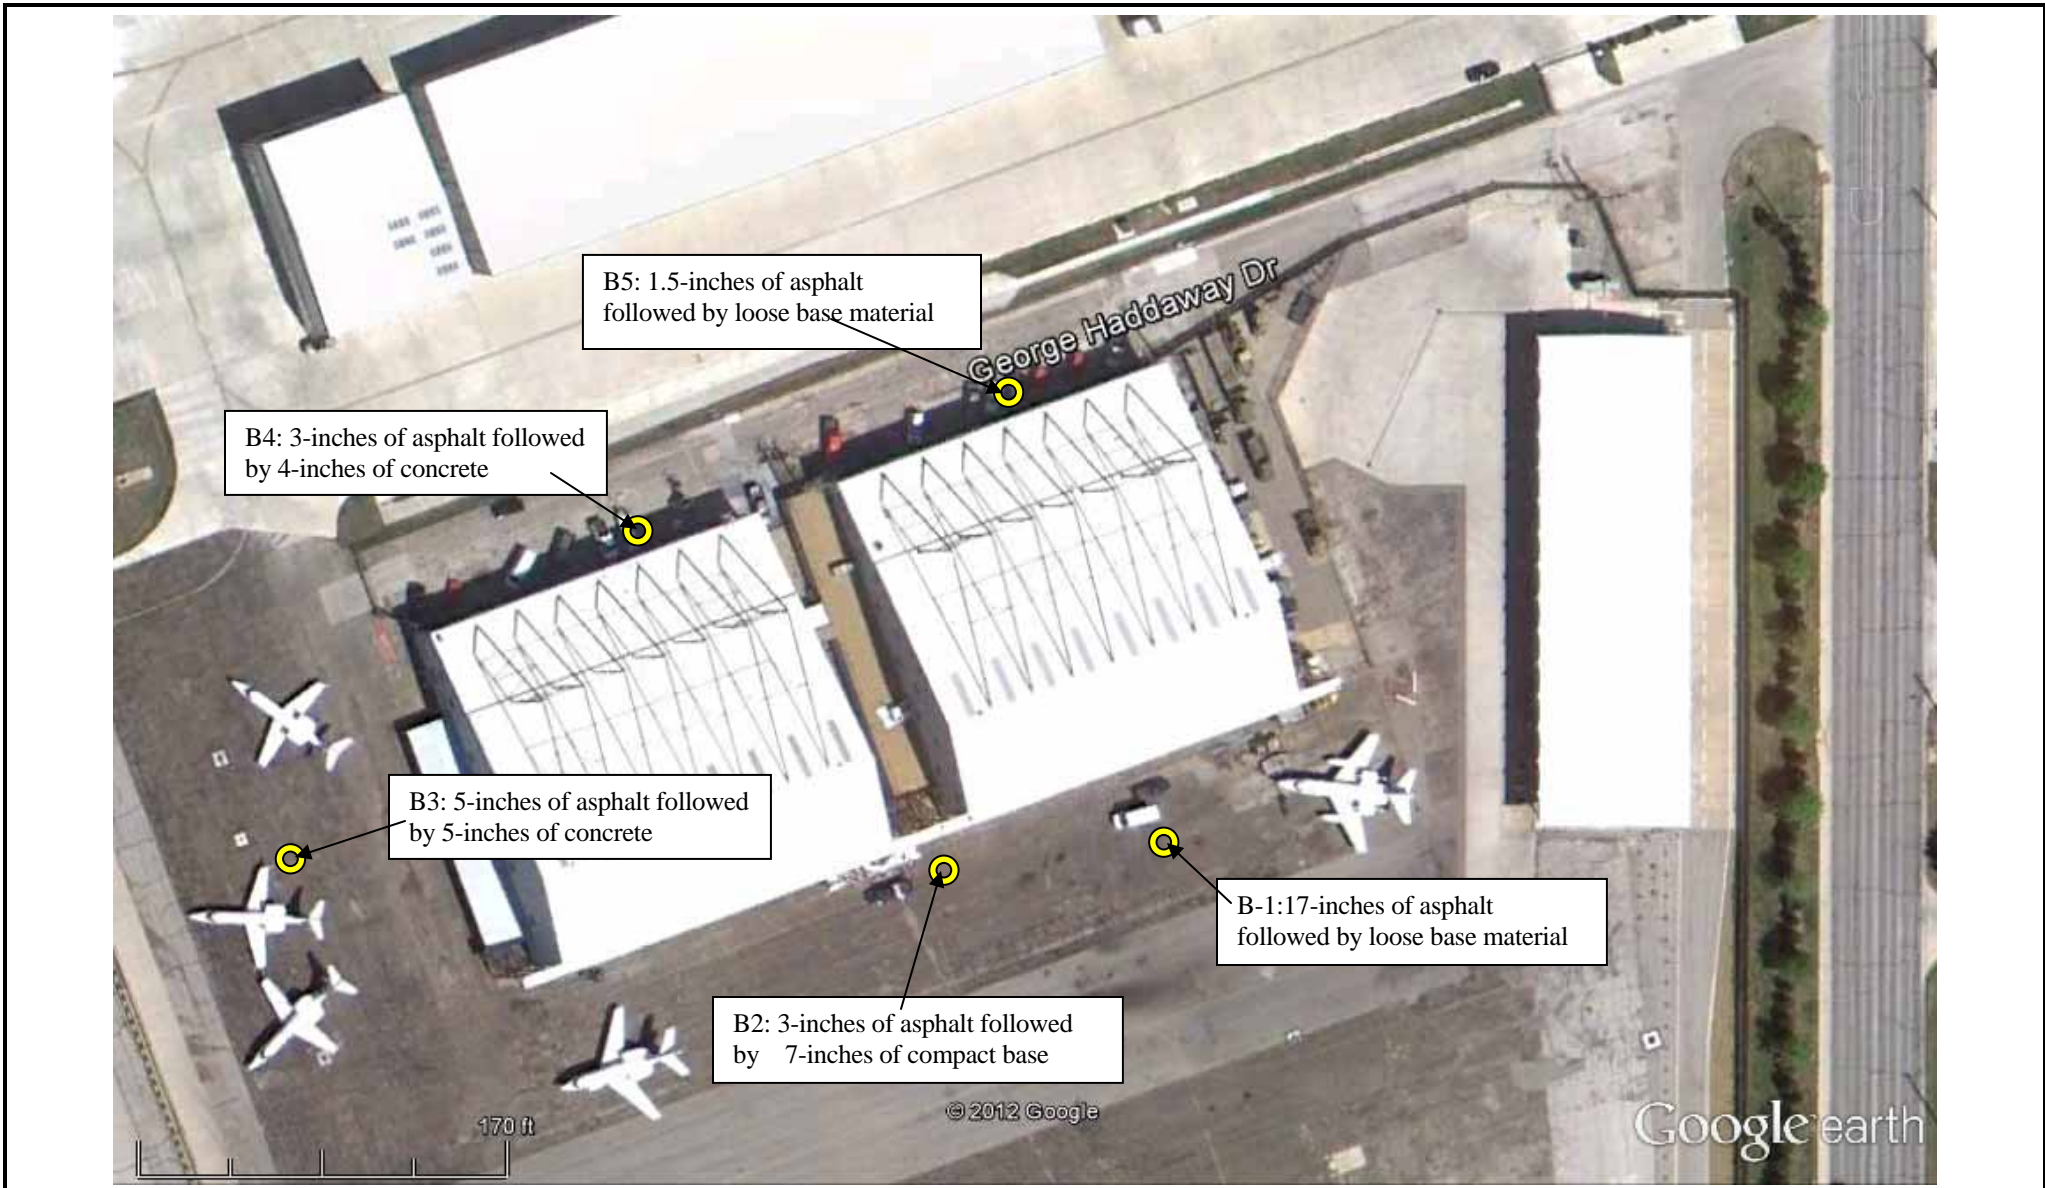 B5: 1.5-inches of asphalt
followed by loose base material
George Haddaway Dr
B4: 3-inches of asphalt followed
by 4-inches of concrete
B3: 5-inches of asphalt followed
by 5-inches of concrete
B-1:17-inches of asphalt
followed by loose base material
B2: 3-inches of asphalt followed
by 7-inches of compact base
© 2012 Google
170 ft
Google earth